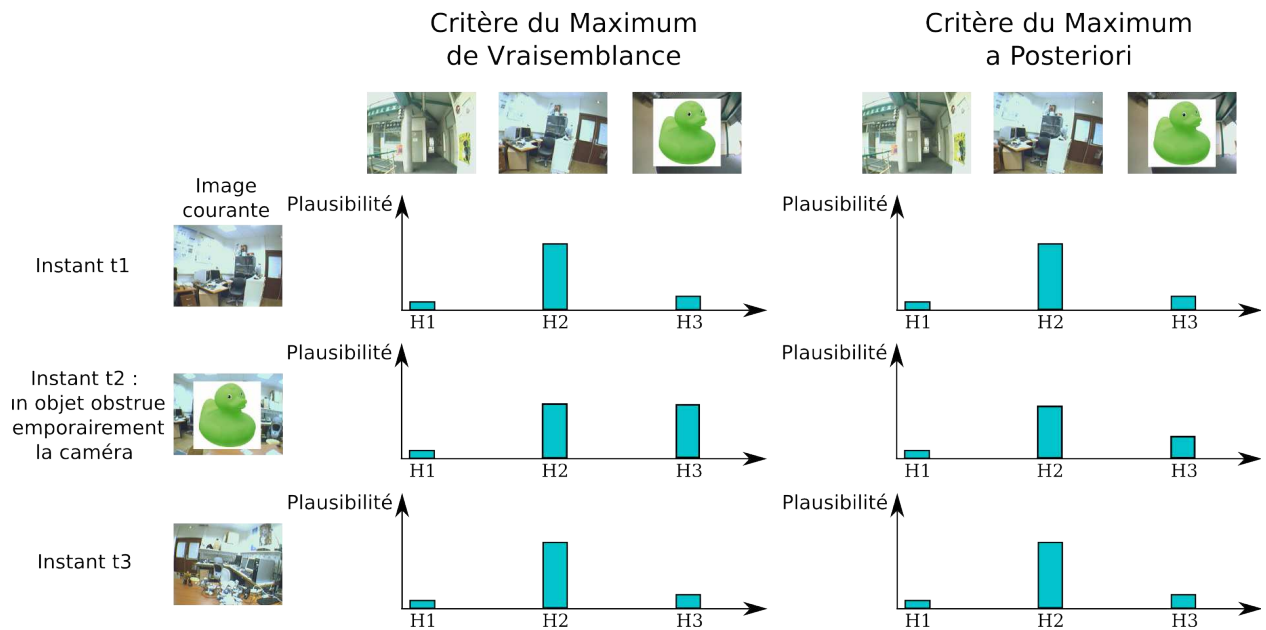 Critère du Maximum
de Vraisemblance
Critère du Maximum
a Posteriori
Image
courante
Instant t1
Plausibilité
H1
H2
H3
Plausibilité
H1
H2
H3
Instant t2 :
n objet obstrue
emporairement
la caméra
Plausibilité
H1
H2
H3
Plausibilité
H1
H2
H3
Instant t3
Plausibilité
H1
H2
H3
Plausibilité
H1
H2
H3